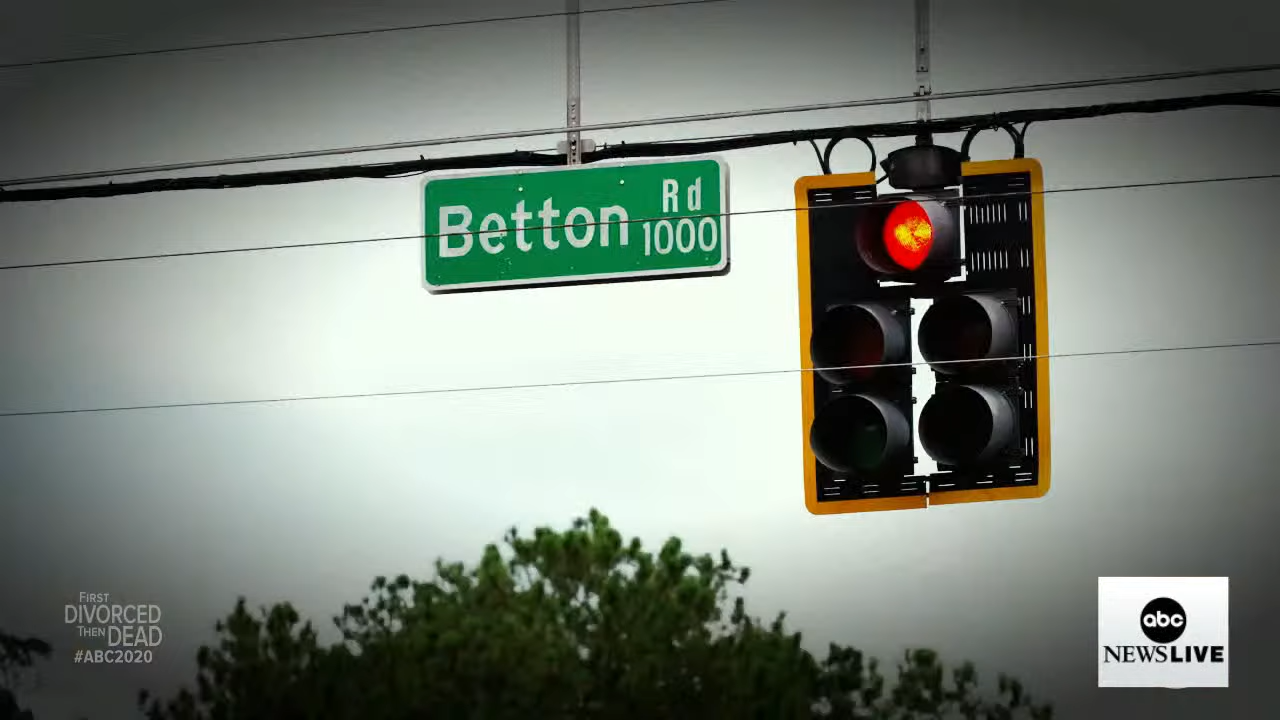 Betton Rd
1000
FIRST
DIVORCED
THEN DEAD
#ABC2020
abc
NEWSLIVE